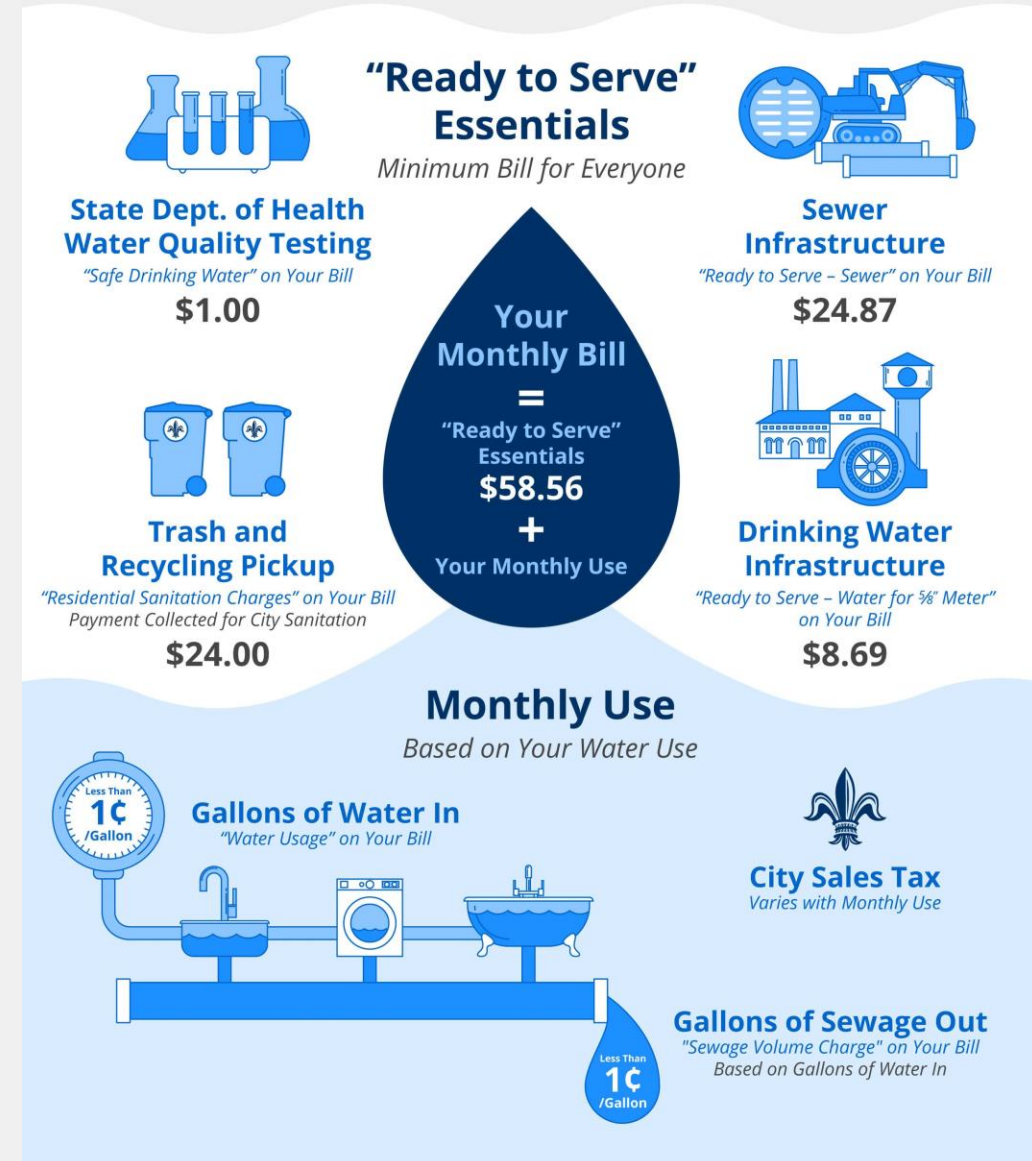 “Ready to Serve”
Essentials
Minimum Bill for Everyone
State Dept. of Health
Water Quality Testing
“Safe Drinking Water” on Your Bill
$1.00
Sewer
Infrastructure
“Ready to Serve – Sewer” on Your Bill
$24.87
Your
Monthly Bill
=
“Ready to Serve”
Essentials
$58.56
+
Your Monthly Use
Trash and
Recycling Pickup
“Residential Sanitation Charges” on Your Bill
Payment Collected for City Sanitation
$24.00
Drinking Water
Infrastructure
“Ready to Serve – Water for ⅝″ Meter”
on Your Bill
$8.69
Monthly Use
Based on Your Water Use
Less Than
1¢
/Gallon
Gallons of Water In
“Water Usage” on Your Bill
City Sales Tax
Varies with Monthly Use
Gallons of Sewage Out
"Sewage Volume Charge" on Your Bill
Based on Gallons of Water In
Less Than
1¢
/Gallon